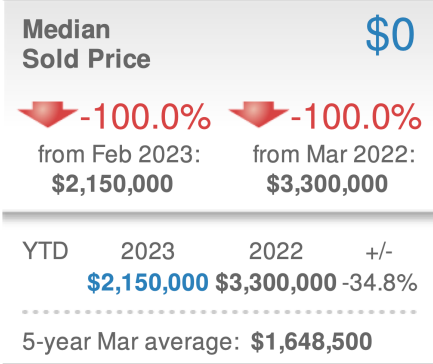 Median $0
Sold Price
-100.0% -100.0%
from Feb 2023: from Mar 2022:
$2,150,000 $3,300,000
YTD 2023 2022 +/-
$2,150,000 $3,300,000 -34.8%
5-year Mar average: $1,648,500